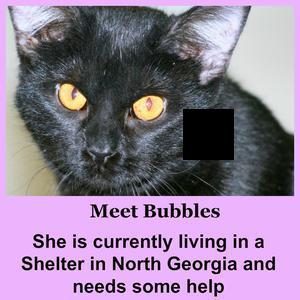 Meet Bubbles
She is currently living in a
Shelter in North Georgia and
needs some help